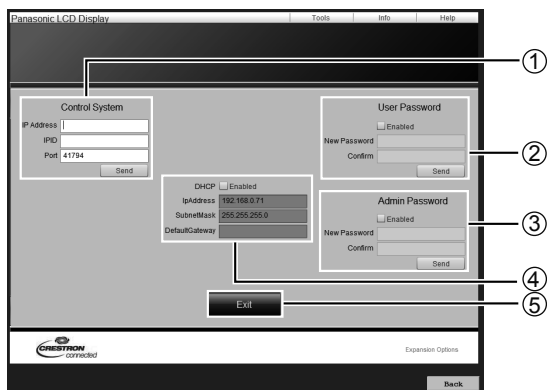 Panasonic LCD Display Tools Info Help
①
Control System
IP Address
IPID
Port 41794
Send
User Password
Enabled
New Password
Confirm
Send
②
DHCP Enabled
IpAddress 192.168.0.71
SubnetMask 255.255.255.0
DefaultGateway
Admin Password
Enabled
New Password
Confirm
Send
③
④
Exit
⑤
CRESTRON
connected
Expansion Options
Back